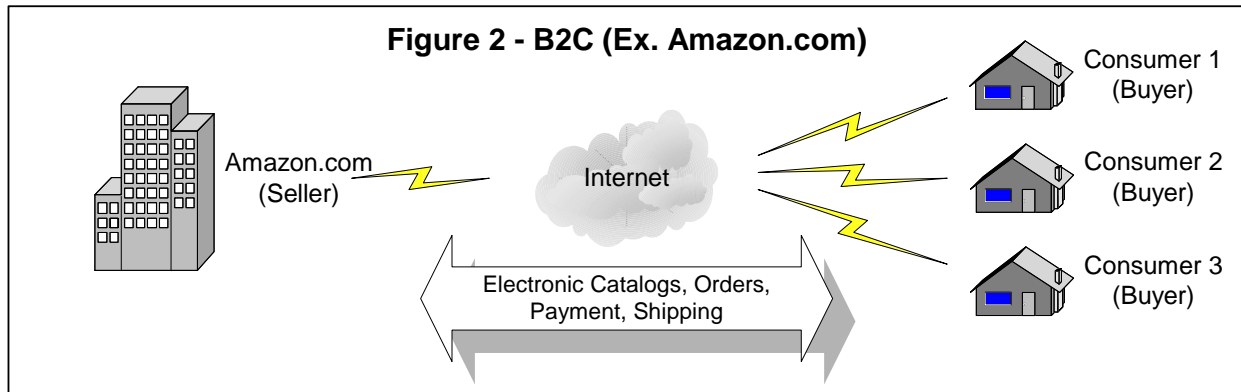 Figure 2 - B2C (Ex. Amazon.com)
Amazon.com
(Seller)
Internet
Consumer 1
(Buyer)
Consumer 2
(Buyer)
Consumer 3
(Buyer)
Electronic Catalogs, Orders,
Payment, Shipping